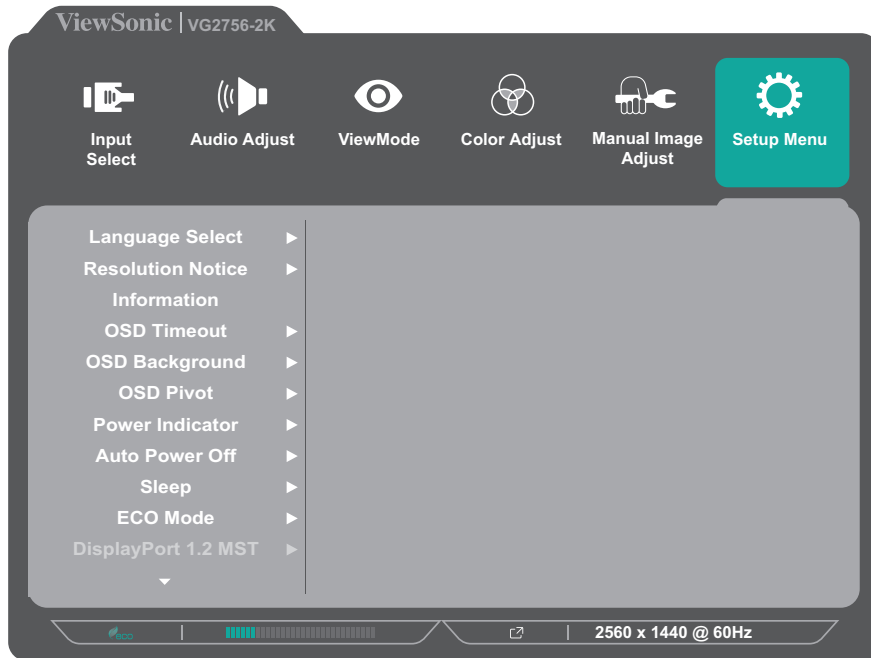 ViewSonic | VG2756-2K
Input
Select
Audio Adjust
ViewMode
Color Adjust
Manual Image
Adjust
Setup Menu
Language Select
Resolution Notice
Information
OSD Timeout
OSD Background
OSD Pivot
Power Indicator
Auto Power Off
Sleep
ECO Mode
DisplayPort 1.2 MST
eco
2560 x 1440 @ 60Hz